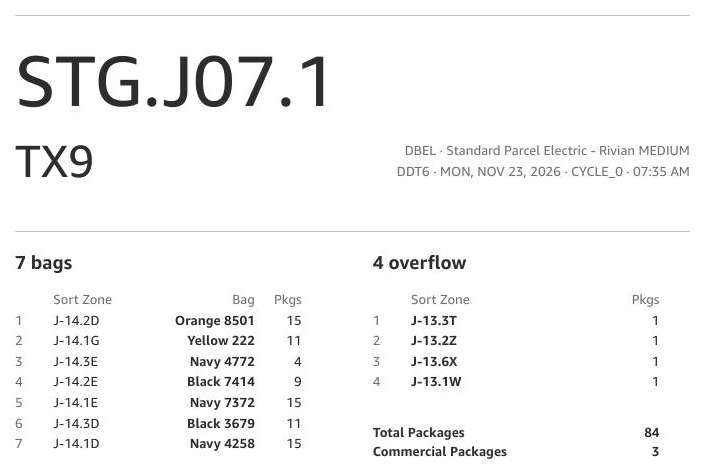 STG.J07.1
TX9
DBEL · Standard Parcel Electric - Rivian MEDIUM
DDT6 · MON, NOV 23, 2026 · CYCLE_0 · 07:35 AM
7 bags
Sort Zone Bag Pkgs
1 J-14.2D Orange 8501 15
2 J-14.1G Yellow 222 11
3 J-14.3E Navy 4772 4
4 J-14.2E Black 7414 9
5 J-14.1E Navy 7372 15
6 J-14.3D Black 3679 11
7 J-14.1D Navy 4258 15
4 overflow
Sort Zone Pkgs
1 J-13.3T 1
2 J-13.2Z 1
3 J-13.6X 1
4 J-13.1W 1
Total Packages 84
Commercial Packages 3